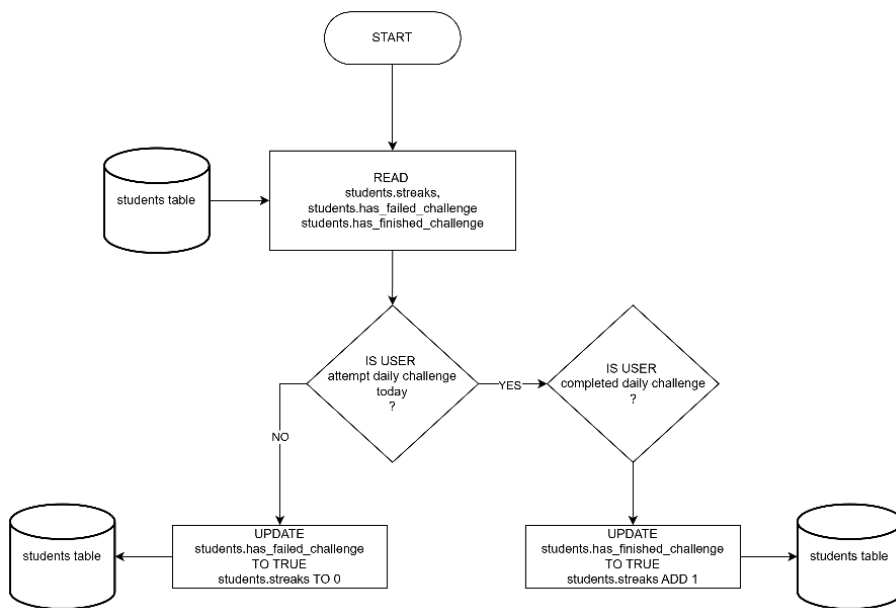 START
students table
READ
students.streaks,
students.has_failed_challenge
students.has_finished_challenge
IS USER
attempt daily challenge
today
?
YES
IS USER
completed daily challenge
?
NO
students table
UPDATE
students.has_failed_challenge
TO TRUE
students.streaks TO 0
UPDATE
students.has_finished_challenge
TO TRUE
students.streaks ADD 1
students table